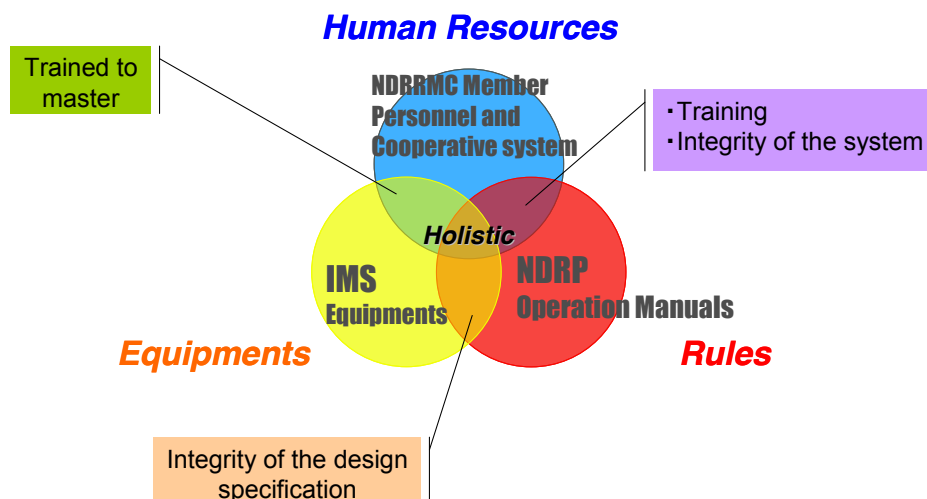 Human Resources
Trained to
master
NDRRMC Member
Personnel and
Cooperative system
・Training
・Integrity of the system
Holistic
IMS
Equipments
NDRP
Operation Manuals
Equipments
Rules
Integrity of the design
specification